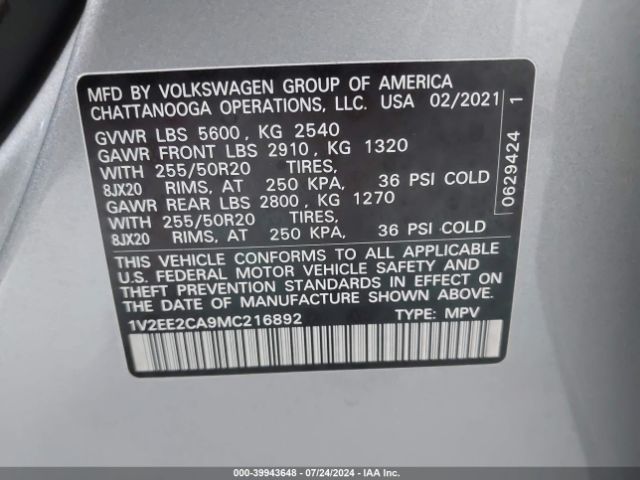 MFD BY VOLKSWAGEN GROUP OF AMERICA
CHATTANOOGA OPERATIONS, LLC. USA 02/2021
GVWR LBS 5600, KG 2540
GAWR FRONT LBS 2910, KG 1320
WITH 255/50R20 TIRES,
8JX20 RIMS, AT 250 KPA, 36 PSI COLD
GAWR REAR LBS 2800, KG 1270
WITH 255/50R20 TIRES,
8JX20 RIMS, AT 250 KPA, 36 PSI COLD
THIS VEHICLE CONFORMS TO ALL APPLICABLE
U.S. FEDERAL MOTOR VEHICLE SAFETY AND
THEFT PREVENTION STANDARDS IN EFFECT ON
THE DATE OF MANUFACTURE SHOWN ABOVE.
1V2EE2CA9MC216892 TYPE: MPV
0629424 1
000-39943648 - 07/24/2024 - Copyright © IAA, LLC